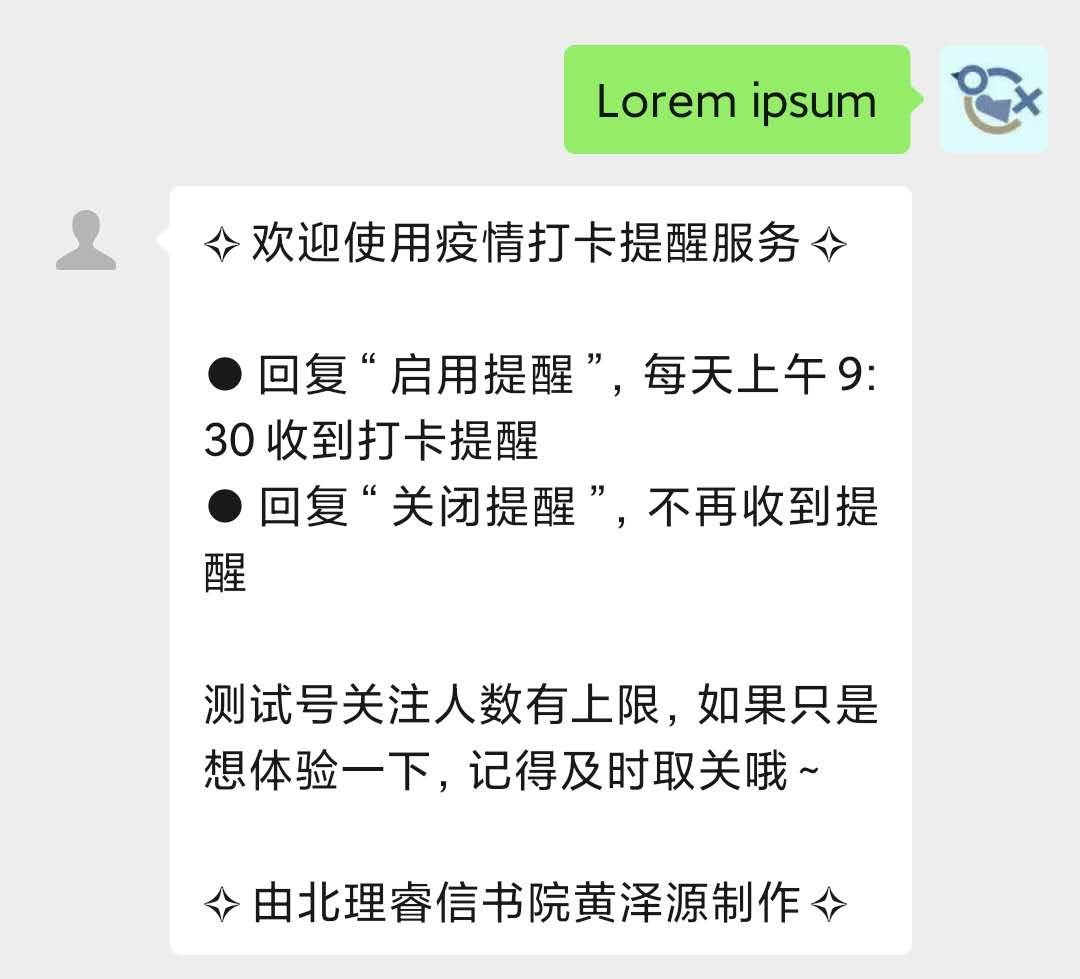 Lorem ipsum
✧欢迎使用疫情打卡提醒服务✧
●回复“启用提醒”，每天上午9:
30收到打卡提醒
●回复“关闭提醒”，不再收到提
醒
测试号关注人数有上限，如果只是
想体验一下，记得及时取关哦~
✧由北理睿信书院黄泽源制作✧